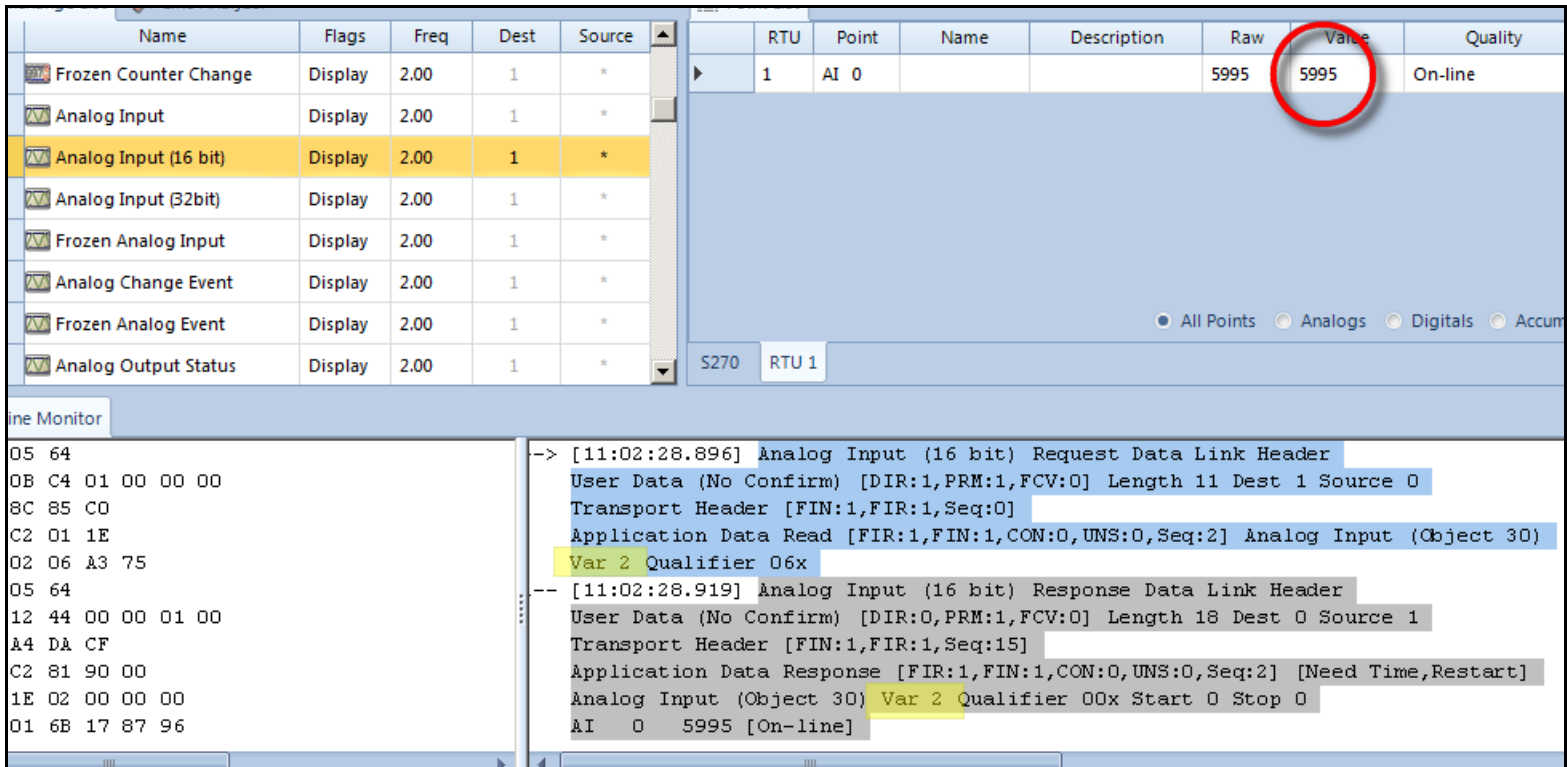 Name Flags Freq Dest Source
Frozen Counter Change Display 2.00 1 *
Analog Input Display 2.00 1 *
Analog Input (16 bit) Display 2.00 1 *
Analog Input (32bit) Display 2.00 1 *
Frozen Analog Input Display 2.00 1 *
Analog Change Event Display 2.00 1 *
Frozen Analog Event Display 2.00 1 *
Analog Output Status Display 2.00 1 *
RTU Point Name Description Raw Value Quality
1 AI 0 5995 5995 On-line
All Points Analogs Digitals Accum
S270 RTU 1
ine Monitor
05 64
0B C4 01 00 00 00
8C 85 C0
C2 01 1E
02 06 A3 75
05 64
12 44 00 00 01 00
A4 DA CF
C2 81 90 00
1E 02 00 00 00
01 6B 17 87 96
--> [11:02:28.896] Analog Input (16 bit) Request Data Link Header
User Data (No Confirm) [DIR:1,PRM:1,FCV:0] Length 11 Dest 1 Source 0
Transport Header [FIN:1,FIR:1,Seq:0]
Application Data Read [FIR:1,FIN:1,CON:0,UNS:0,Seq:2] Analog Input (Object 30)
Var 2 Qualifier 06x
-- [11:02:28.919] Analog Input (16 bit) Response Data Link Header
User Data (No Confirm) [DIR:0,PRM:1,FCV:0] Length 18 Dest 0 Source 1
Transport Header [FIN:1,FIR:1,Seq:15]
Application Data Response [FIR:1,FIN:1,CON:0,UNS:0,Seq:2] [Need Time,Restart]
Analog Input (Object 30) Var 2 Qualifier 00x Start 0 Stop 0
AI 0 5995 [On-line]